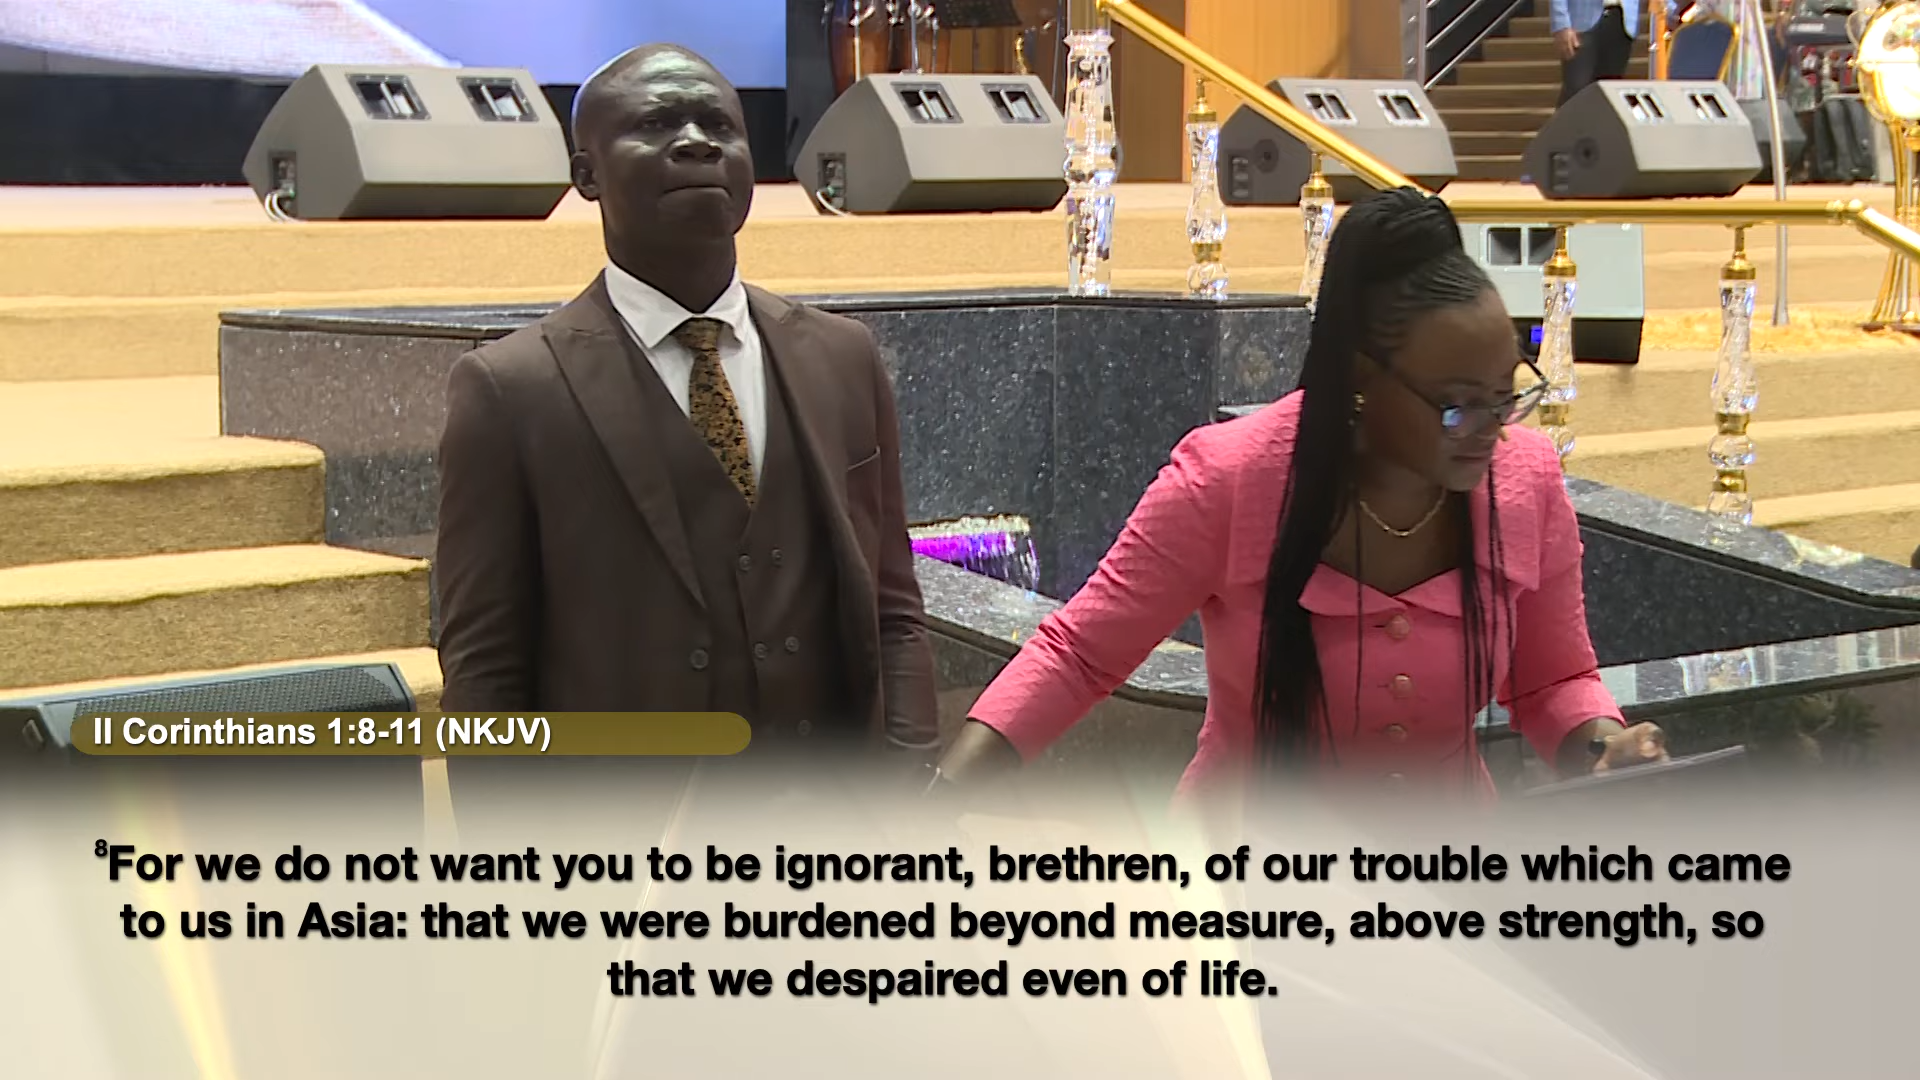 II Corinthians 1:8-11 (NKJV)
⁸For we do not want you to be ignorant, brethren, of our trouble which came
to us in Asia: that we were burdened beyond measure, above strength, so
that we despaired even of life.